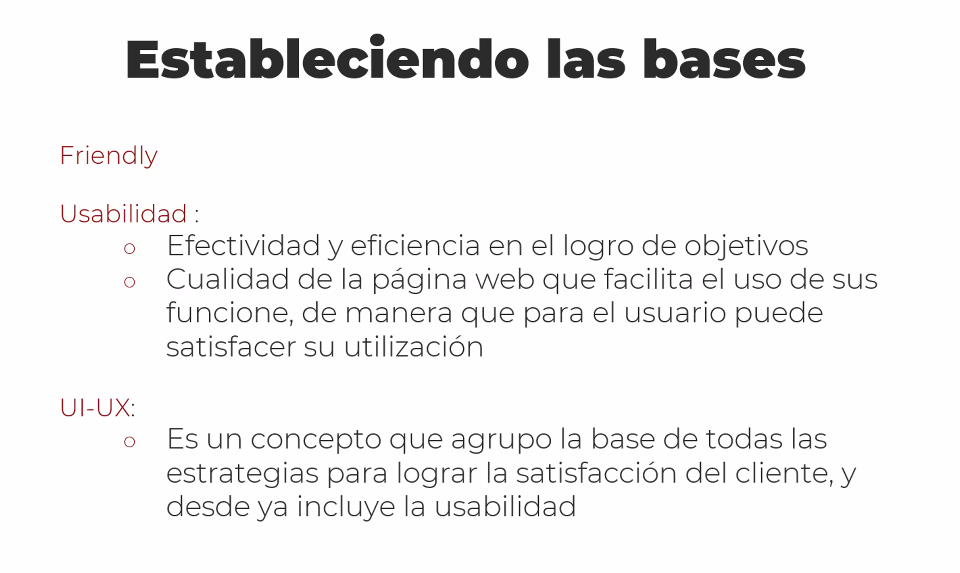 Estableciendo las bases
Friendly
Usabilidad :
○ Efectividad y eficiencia en el logro de objetivos
○ Cualidad de la página web que facilita el uso de sus
funcione, de manera que para el usuario puede
satisfacer su utilización
UI-UX:
○ Es un concepto que agrupo la base de todas las
estrategias para lograr la satisfacción del cliente, y
desde ya incluye la usabilidad